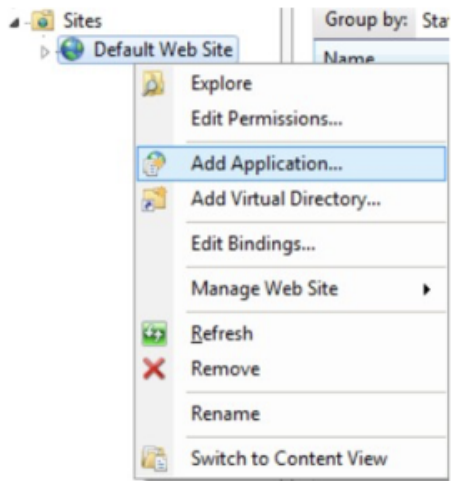 Sites
Group by: Sta
Default Web Site
Name
Explore
Edit Permissions...
Add Application...
Add Virtual Directory...
Edit Bindings...
Manage Web Site
Refresh
Remove
Rename
Switch to Content View